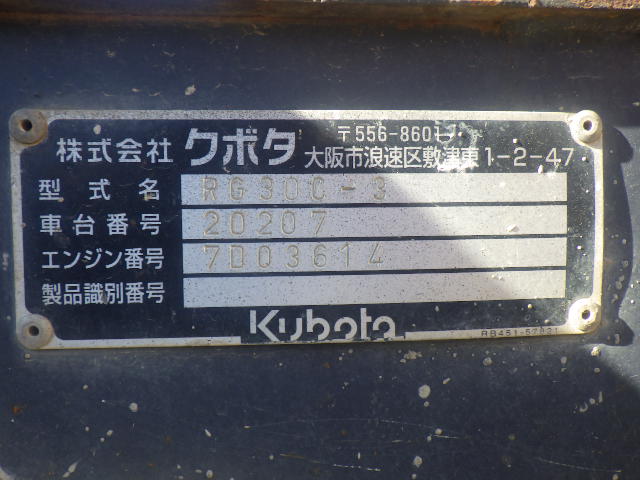 株式会社 クボタ 〒556-8601
大阪市浪速区敷津東1-2-47
型式名 RG30C-3
車台番号 20207
エンジン番号 7D03614
製品識別番号
Kubota